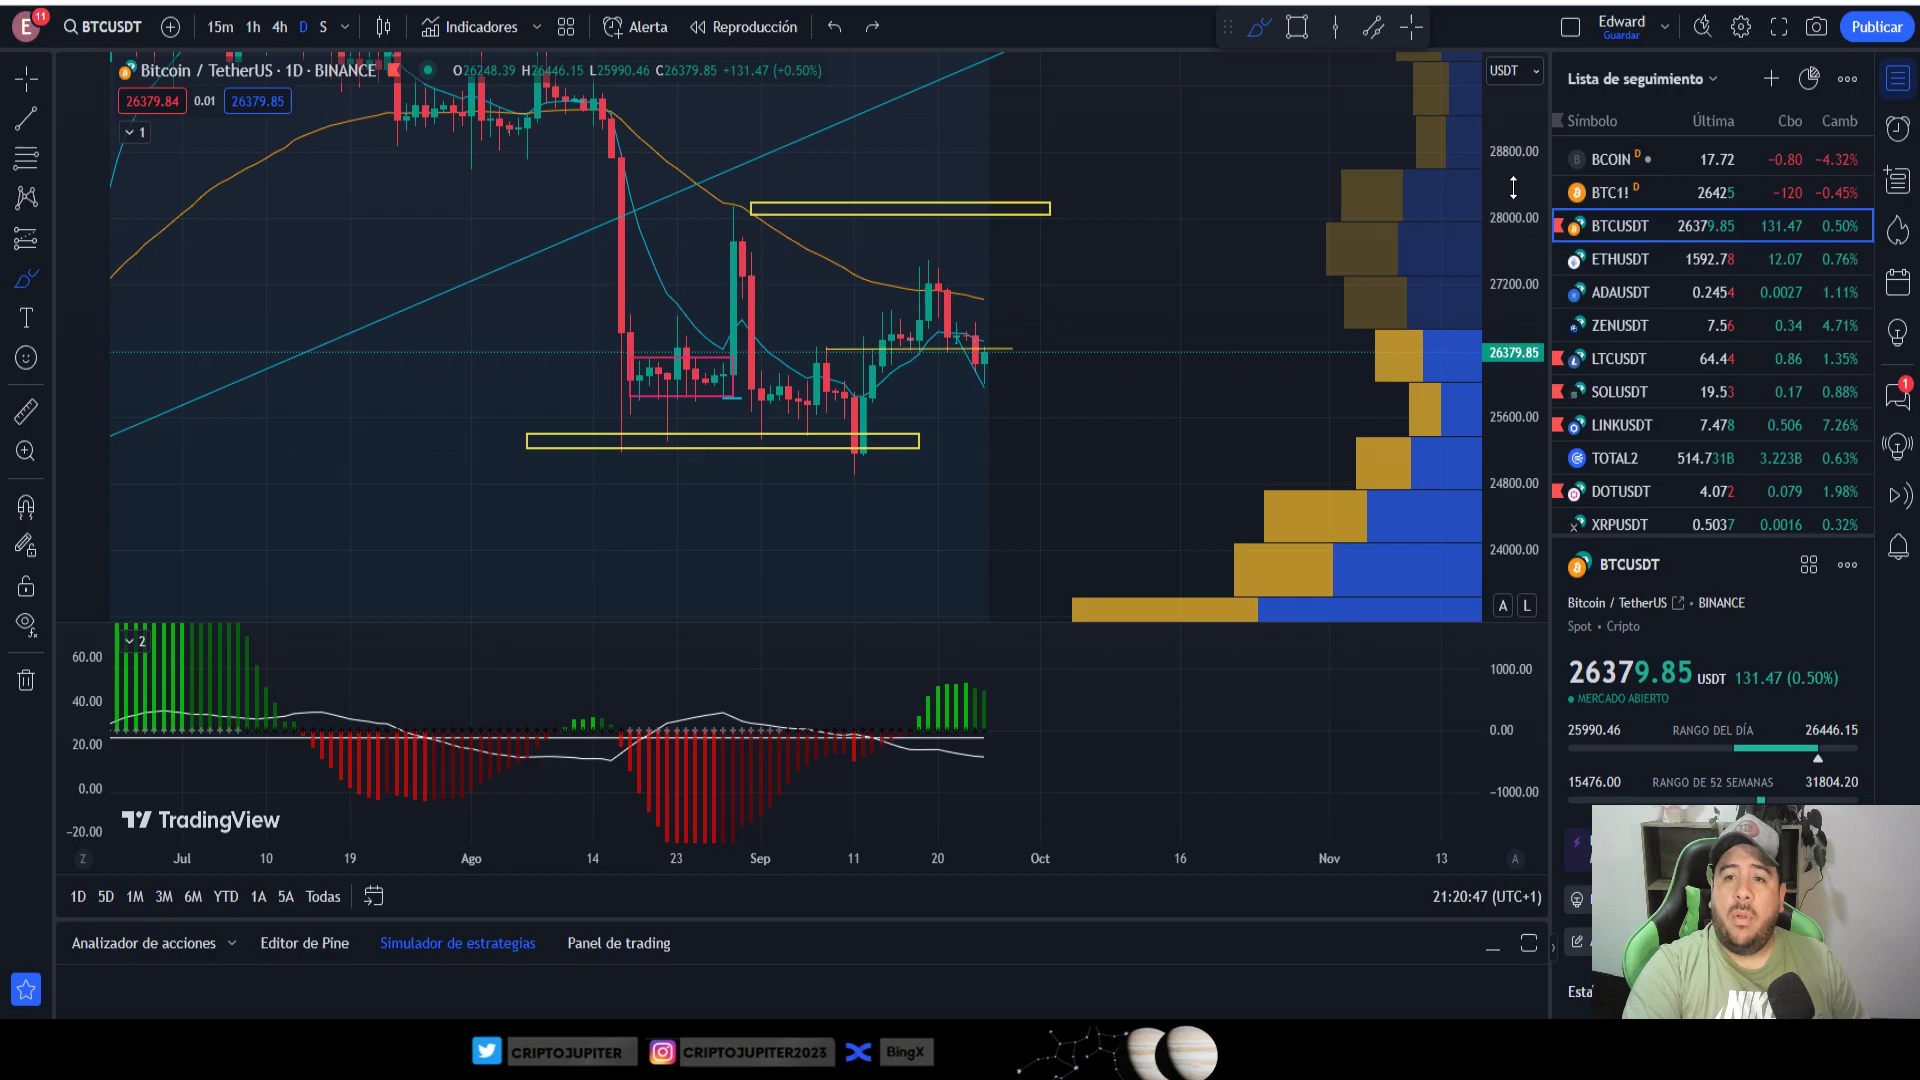 E 11 BTCUSDT 15m 1h 4h D S Indicadores Alerta Reproducción Edward Guardar Publicar
Bitcoin / TetherUS · 1D · BINANCE O26248.39 H26446.15 L25990.46 C26379.85 +131.47 (+0.50%)
26379.84 0.01 26379.85
1
USDT
28800.00
28000.00
27200.00
26379.85
25600.00
24800.00
24000.00
A L
2
60.00
40.00
20.00
0.00
−20.00
1000.00
0.00
−1000.00
TradingView
Z Jul 10 19 Ago 14 23 Sep 11 20 Oct 16 Nov 13 A
1D 5D 1M 3M 6M YTD 1A 5A Todas 21:20:47 (UTC+1)
Analizador de acciones Editor de Pine Simulador de estrategias Panel de trading
Lista de seguimiento
Símbolo Última Cbo Camb
BCOIN D 17.72 −0.80 −4.32%
BTC1! D 26425 −120 −0.45%
BTCUSDT 26379.85 131.47 0.50%
ETHUSDT 1592.78 12.07 0.76%
ADAUSDT 0.2454 0.0027 1.11%
ZENUSDT 7.56 0.34 4.71%
LTCUSDT 64.44 0.86 1.35%
SOLUSDT 19.53 0.17 0.88%
LINKUSDT 7.478 0.506 7.26%
TOTAL2 514.731B 3.223B 0.63%
DOTUSDT 4.072 0.079 1.98%
XRPUSDT 0.5037 0.0016 0.32%
1
BTCUSDT
Bitcoin / TetherUS • BINANCE
Spot • Cripto
26379.85 USDT 131.47 (0.50%)
MERCADO ABIERTO
25990.46 RANGO DEL DÍA 26446.15
15476.00 RANGO DE 52 SEMANAS 31804.20
Esta
NIKE
CRIPTOJUPITER CRIPTOJUPITER2023 BingX